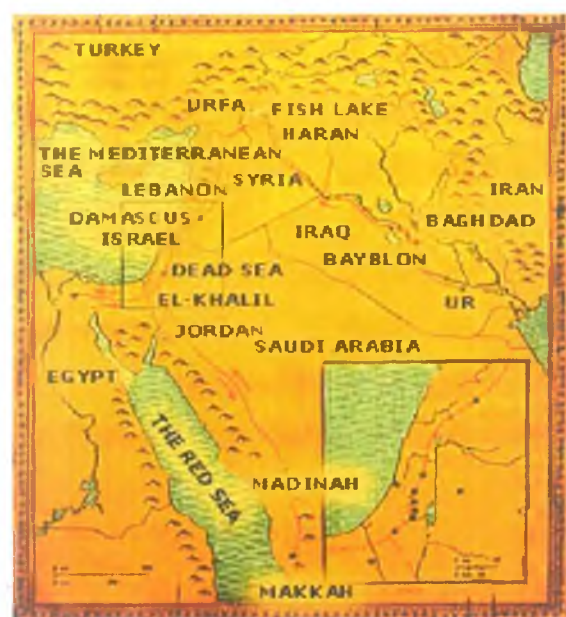 TURKEY
URFA
FISH LAKE
HARAN
THE MEDITERRANEAN
SEA
SYRIA
LEBANON
IRAN
DAMASCUS
ISRAEL
IRAQ
BAGHDAD
BAYBLON
DEAD SEA
EL-KHALIL
UR
JORDAN
SAUDI ARABIA
EGYPT
THE RED SEA
MADINAH
MAKKAH